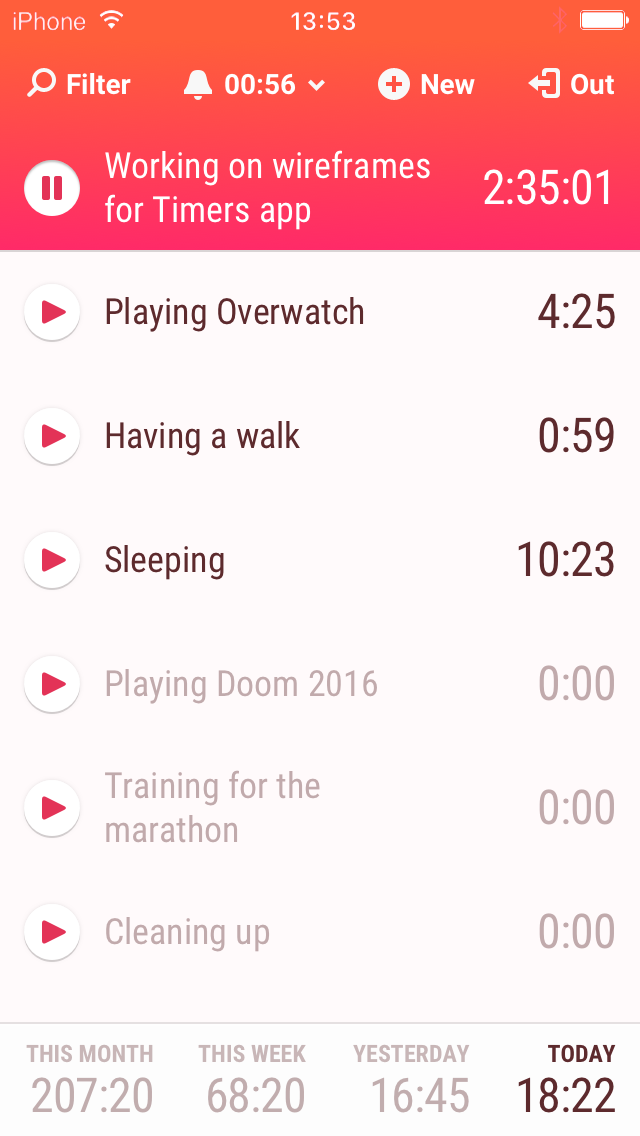 iPhone 13:53
Filter 00:56 New Out
Working on wireframes
for Timers app
2:35:01
Playing Overwatch 4:25
Having a walk 0:59
Sleeping 10:23
Playing Doom 2016 0:00
Training for the
marathon
0:00
Cleaning up 0:00
THIS MONTH THIS WEEK YESTERDAY TODAY
207:20 68:20 16:45 18:22